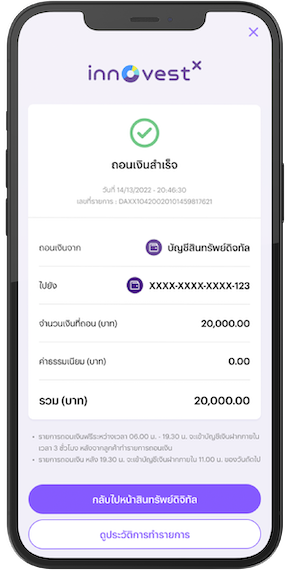 innovestx
ถอนเงินสำเร็จ
วันที่ 14/13/2022 - 20:46:30
เลขที่รายการ : DAXX10420020101459817621
ถอนเงินจาก บัญชีสินทรัพย์ดิจิทัล
ไปยัง XXXX-XXXX-XXXX-123
จำนวนเงินที่ถอน (บาท) 20,000.00
ค่าธรรมเนียม (บาท) 0.00
รวม (บาท) 20,000.00
• รายการถอนเงินฟรีระหว่างเวลา 06.00 น. - 19.30 น. จะเข้าบัญชีเงินฝากภายใน
เวลา 3 ชั่วโมง หลังจากลูกค้าทำรายการถอนเงิน
• รายการถอนเงิน หลัง 19.30 น. จะเข้าบัญชีเงินฝากภายใน 11.00 น. ของวันถัดไป
กลับไปหน้าสินทรัพย์ดิจิทัล
ดูประวัติการทำรายการ